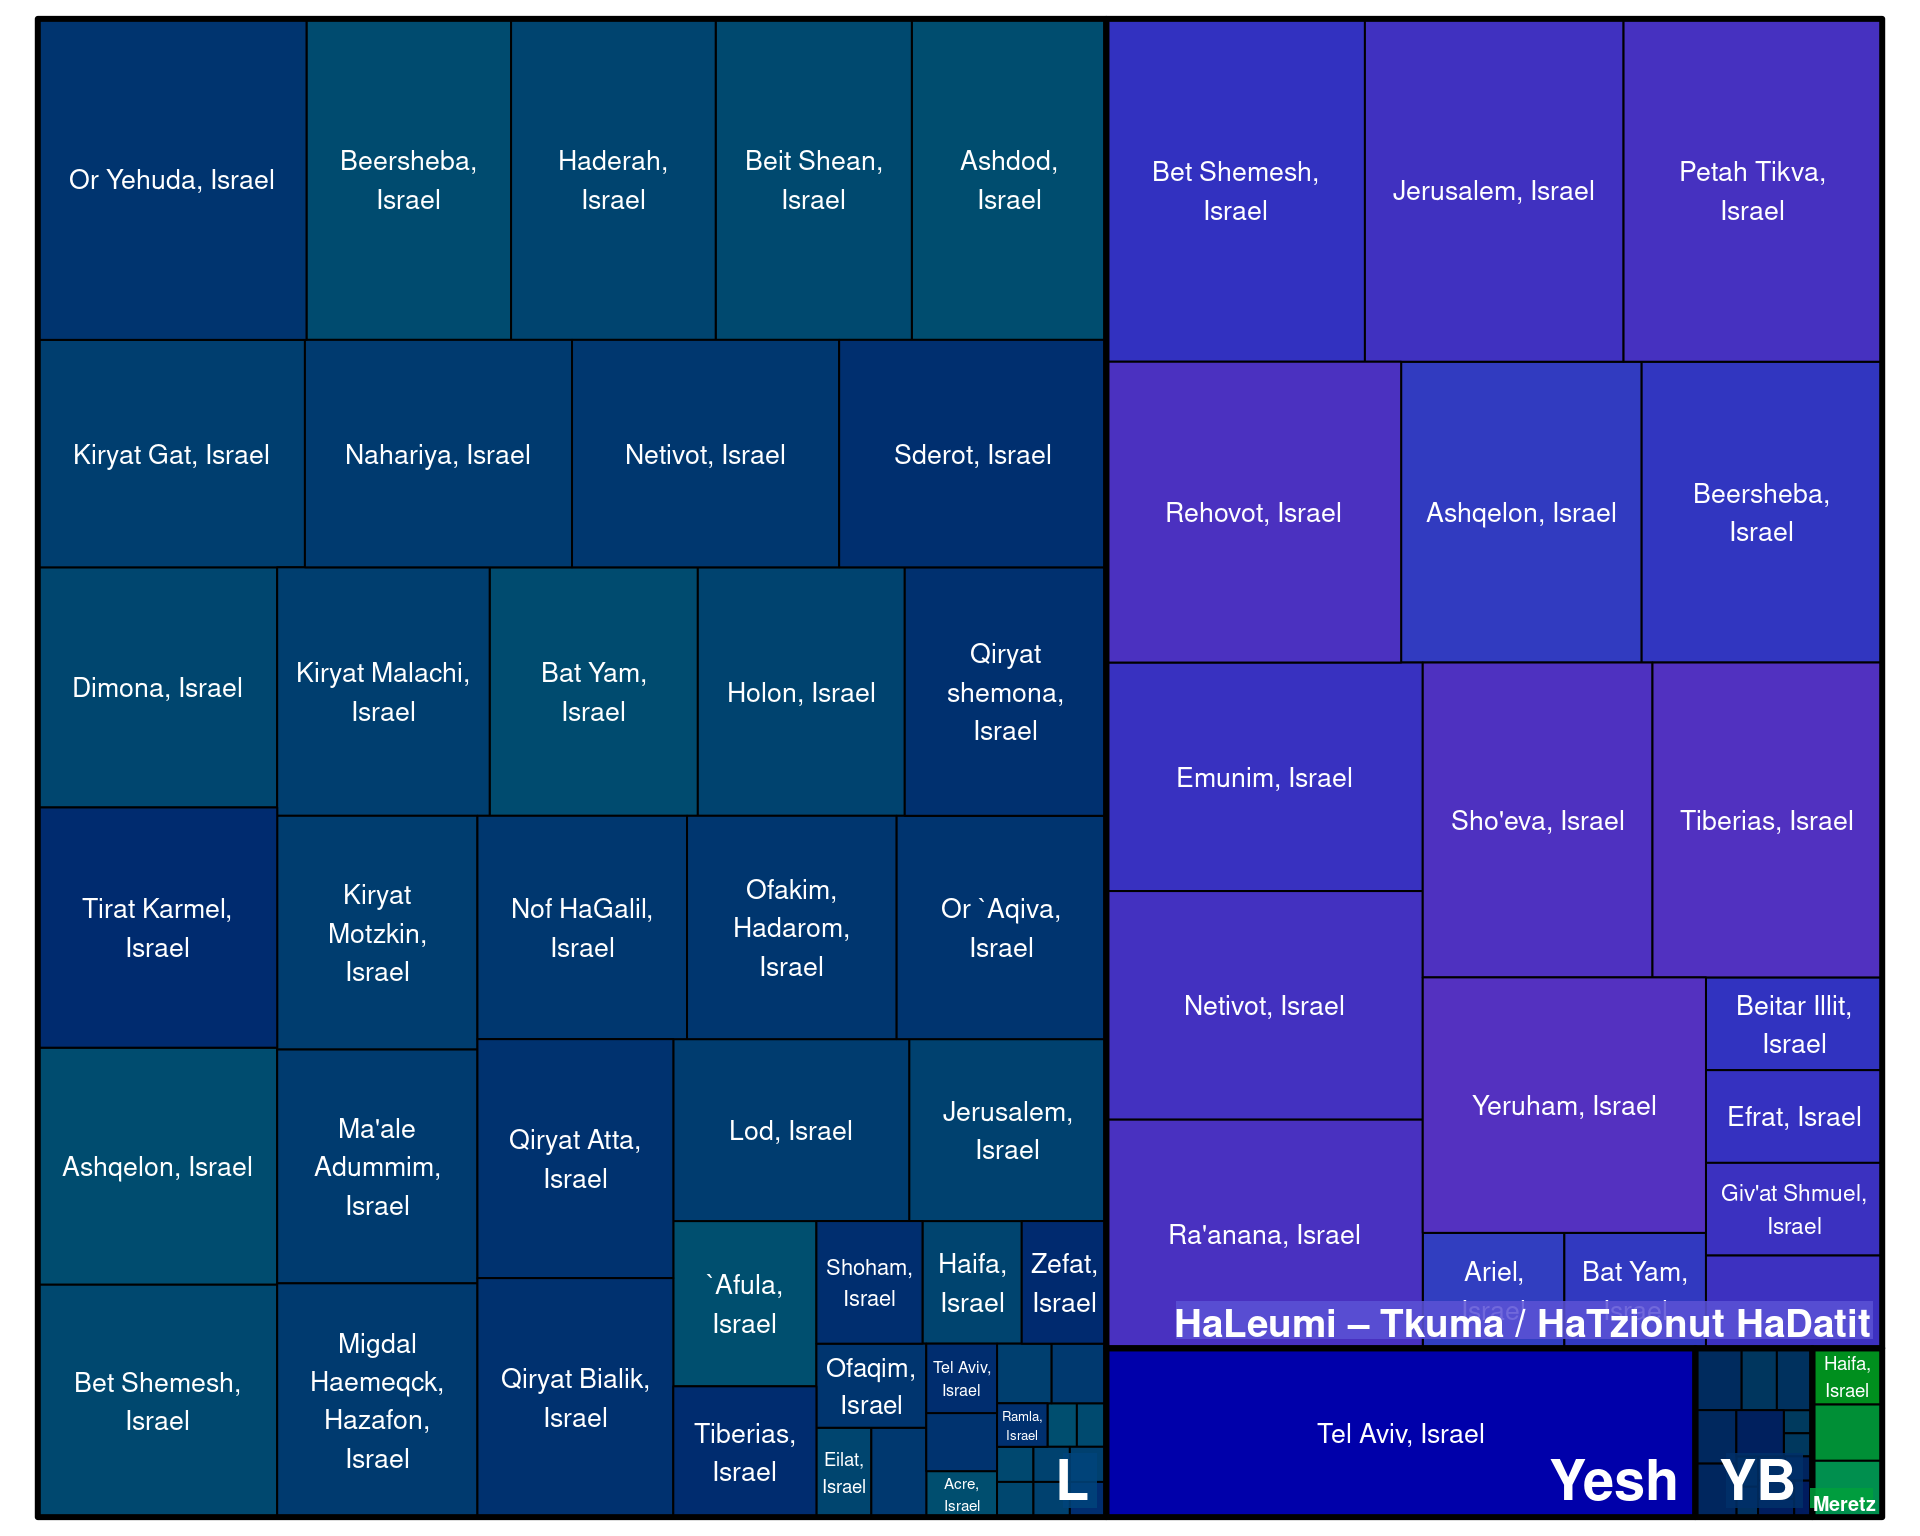 Or Yehuda, Israel
Beersheba,
Israel
Haderah,
Israel
Beit Shean,
Israel
Ashdod,
Israel
Kiryat Gat, Israel
Nahariya, Israel
Netivot, Israel
Sderot, Israel
Dimona, Israel
Kiryat Malachi,
Israel
Bat Yam,
Israel
Holon, Israel
Qiryat
shemona,
Israel
Tirat Karmel,
Israel
Kiryat
Motzkin,
Israel
Nof HaGalil,
Israel
Ofakim,
Hadarom,
Israel
Or `Aqiva,
Israel
Ashqelon, Israel
Ma'ale
Adummim,
Israel
Qiryat Atta,
Israel
Lod, Israel
Jerusalem,
Israel
Bet Shemesh,
Israel
Migdal
Haemeqck,
Hazafon,
Israel
Qiryat Bialik,
Israel
`Afula,
Israel
Shoham,
Israel
Haifa,
Israel
Zefat,
Israel
Tiberias,
Israel
Ofaqim,
Israel
Tel Aviv,
Israel
Ramla,
Israel
Eilat,
Israel
Acre,
Israel
L
Bet Shemesh,
Israel
Jerusalem, Israel
Petah Tikva,
Israel
Rehovot, Israel
Ashqelon, Israel
Beersheba,
Israel
Emunim, Israel
Sho'eva, Israel
Tiberias, Israel
Netivot, Israel
Yeruham, Israel
Beitar Illit,
Israel
Efrat, Israel
Giv'at Shmuel,
Israel
Ra'anana, Israel
Ariel,
Israel
Bat Yam,
Israel
HaLeumi – Tkuma / HaTzionut HaDatit
Tel Aviv, Israel
Yesh
YB
Haifa,
Israel
Meretz